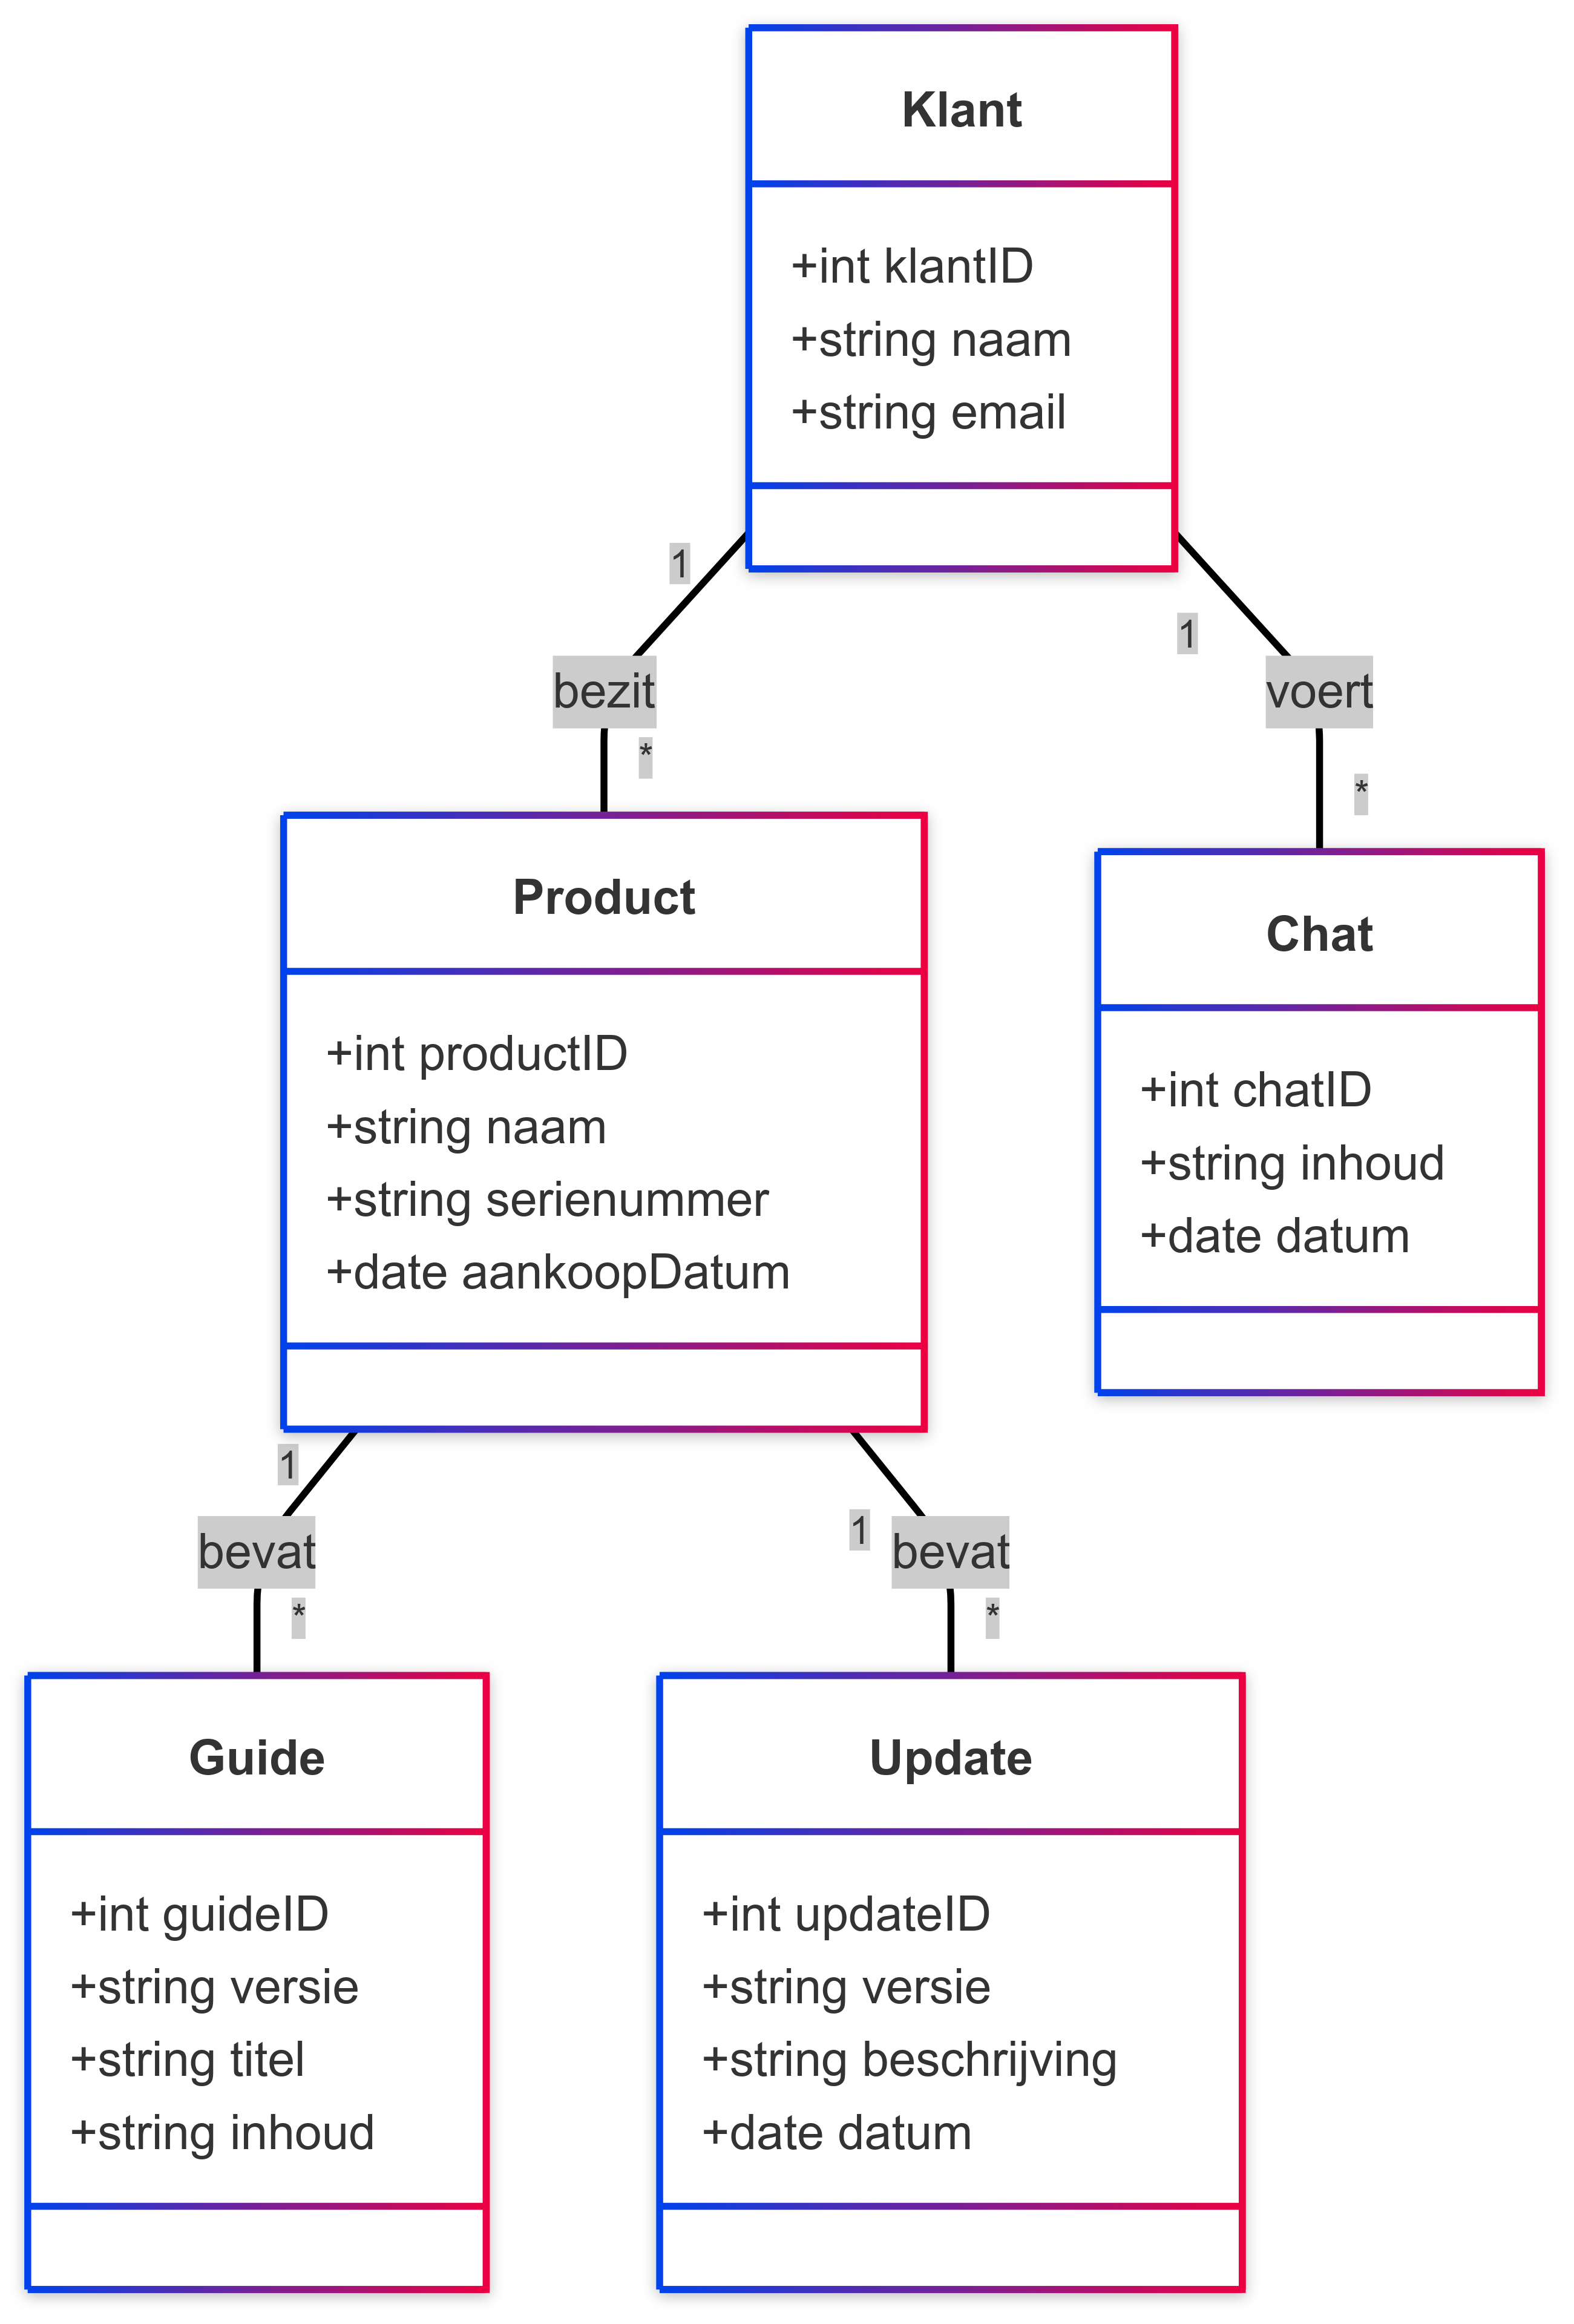 Klant
+int klantID
+string naam
+string email
1
1
bezit
voert
*
*
Product
+int productID
+string naam
+string serienummer
+date aankoopDatum
Chat
+int chatID
+string inhoud
+date datum
1
1
bevat
bevat
*
*
Guide
+int guideID
+string versie
+string titel
+string inhoud
Update
+int updateID
+string versie
+string beschrijving
+date datum